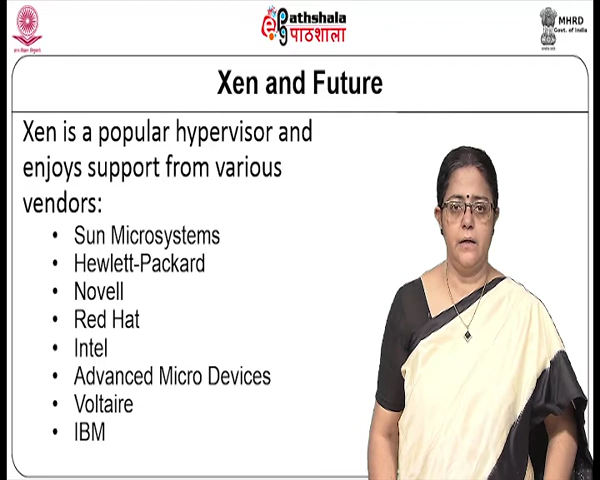 Pathshala
पाठशाला
MHRD
Govt. of India
Xen and Future
Xen is a popular hypervisor and
enjoys support from various
vendors:
• Sun Microsystems
• Hewlett-Packard
• Novell
• Red Hat
• Intel
• Advanced Micro Devices
• Voltaire
• IBM